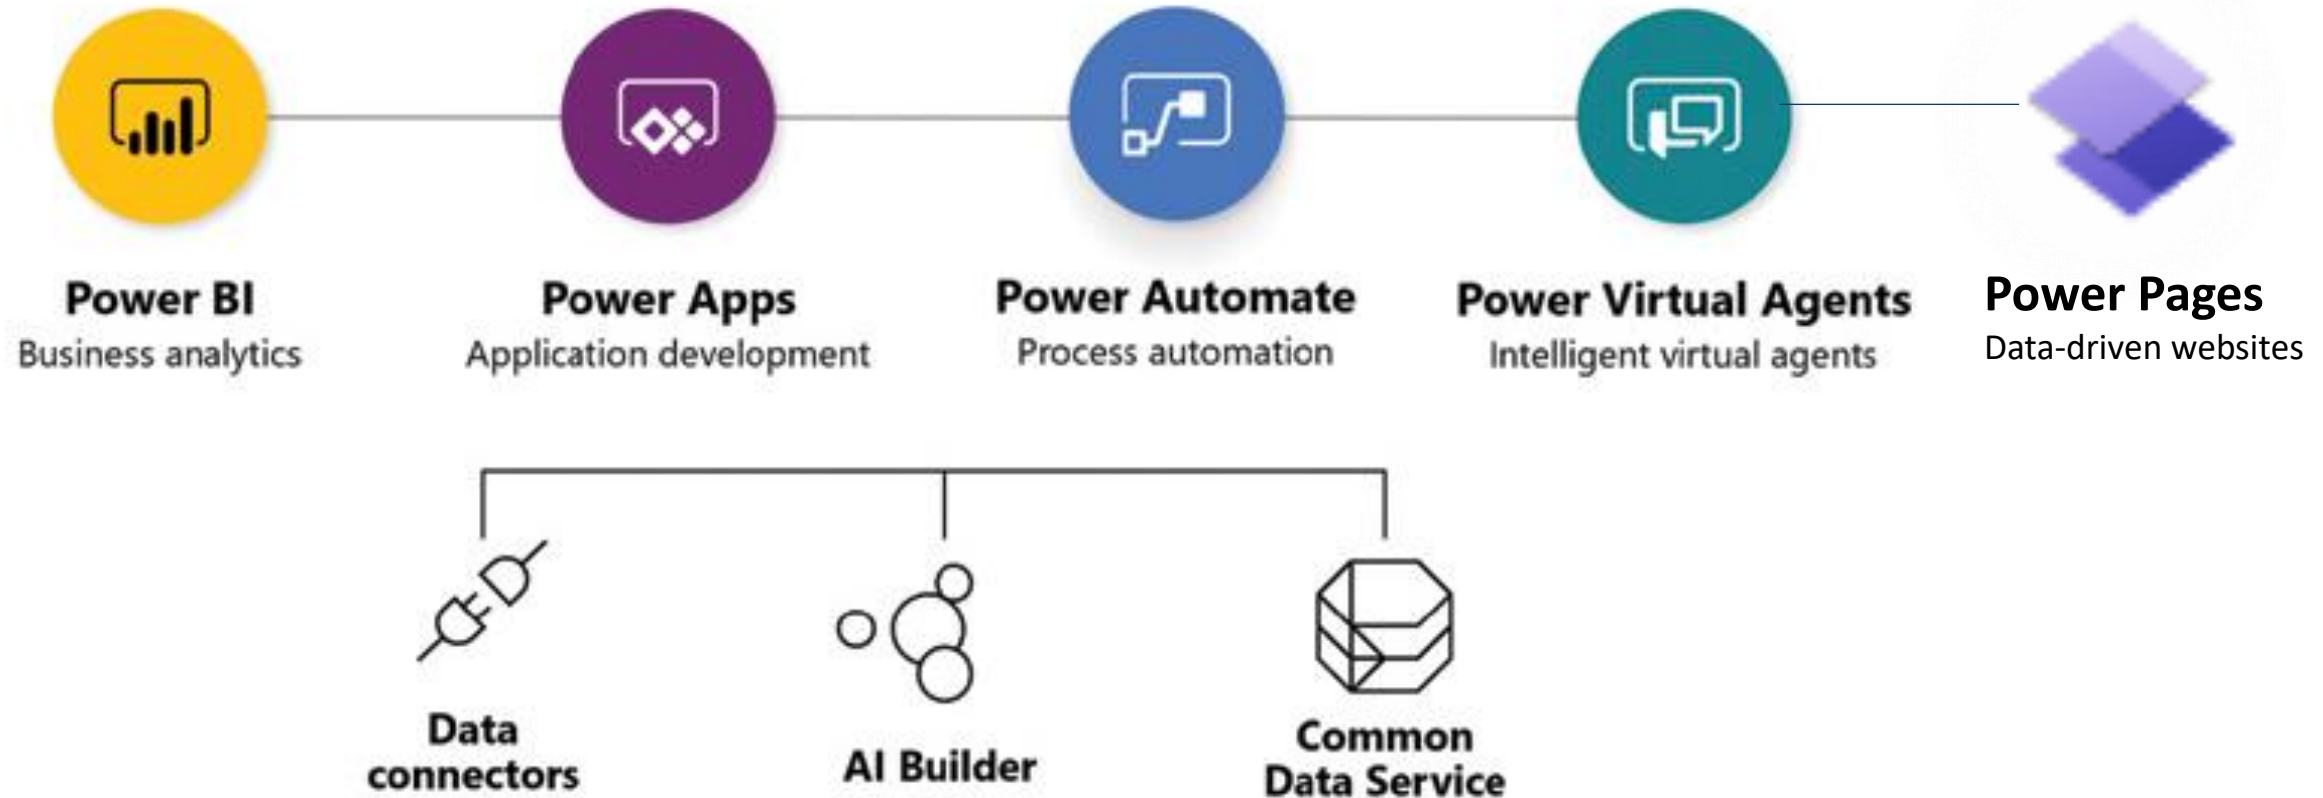 Power BI
Business analytics
Power Apps
Application development
Power Automate
Process automation
Power Virtual Agents
Intelligent virtual agents
Power Pages
Data-driven websites
Data
connectors
AI Builder
Common
Data Service